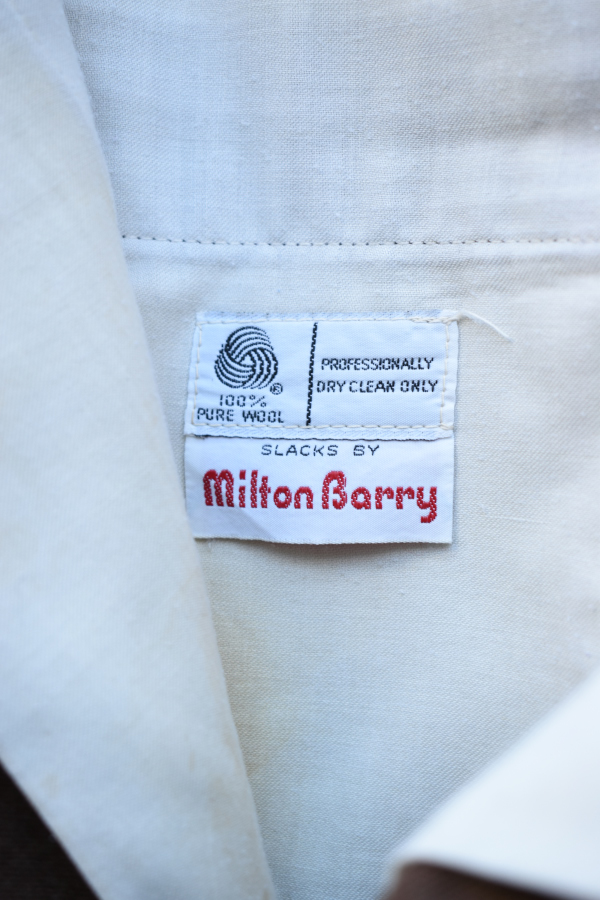 ®
100%
PURE WOOL
PROFESSIONALLY
DRY CLEAN ONLY
SLACKS BY
Milton Barry